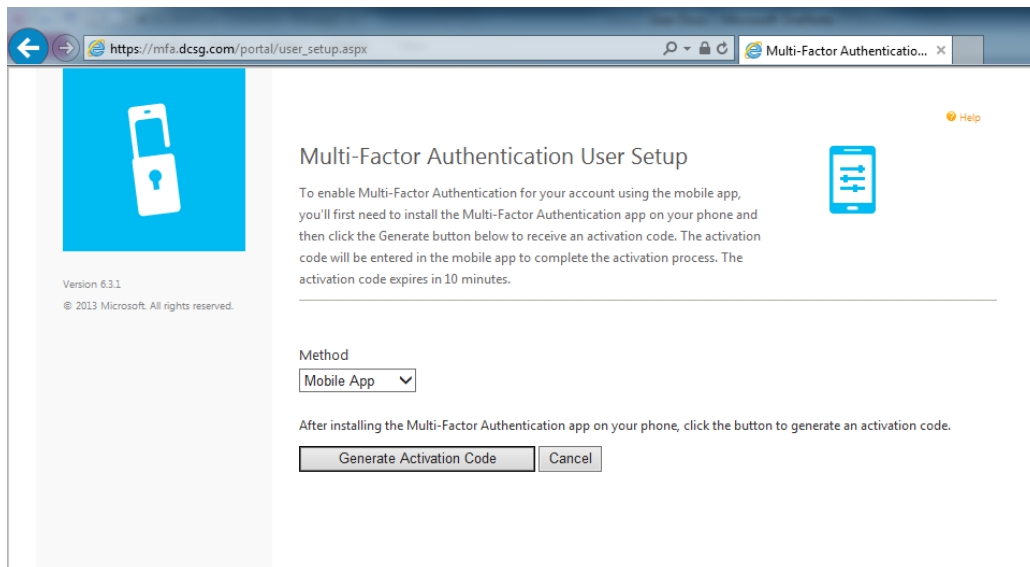 https://mfa.dcsg.com/portal/user_setup.aspx
Multi-Factor Authenticatio...
Help
Multi-Factor Authentication User Setup
To enable Multi-Factor Authentication for your account using the mobile app,
you'll first need to install the Multi-Factor Authentication app on your phone and
then click the Generate button below to receive an activation code. The activation
code will be entered in the mobile app to complete the activation process. The
activation code expires in 10 minutes.
Version 6.3.1
© 2013 Microsoft. All rights reserved.
Method
Mobile App
After installing the Multi-Factor Authentication app on your phone, click the button to generate an activation code.
Generate Activation Code
Cancel